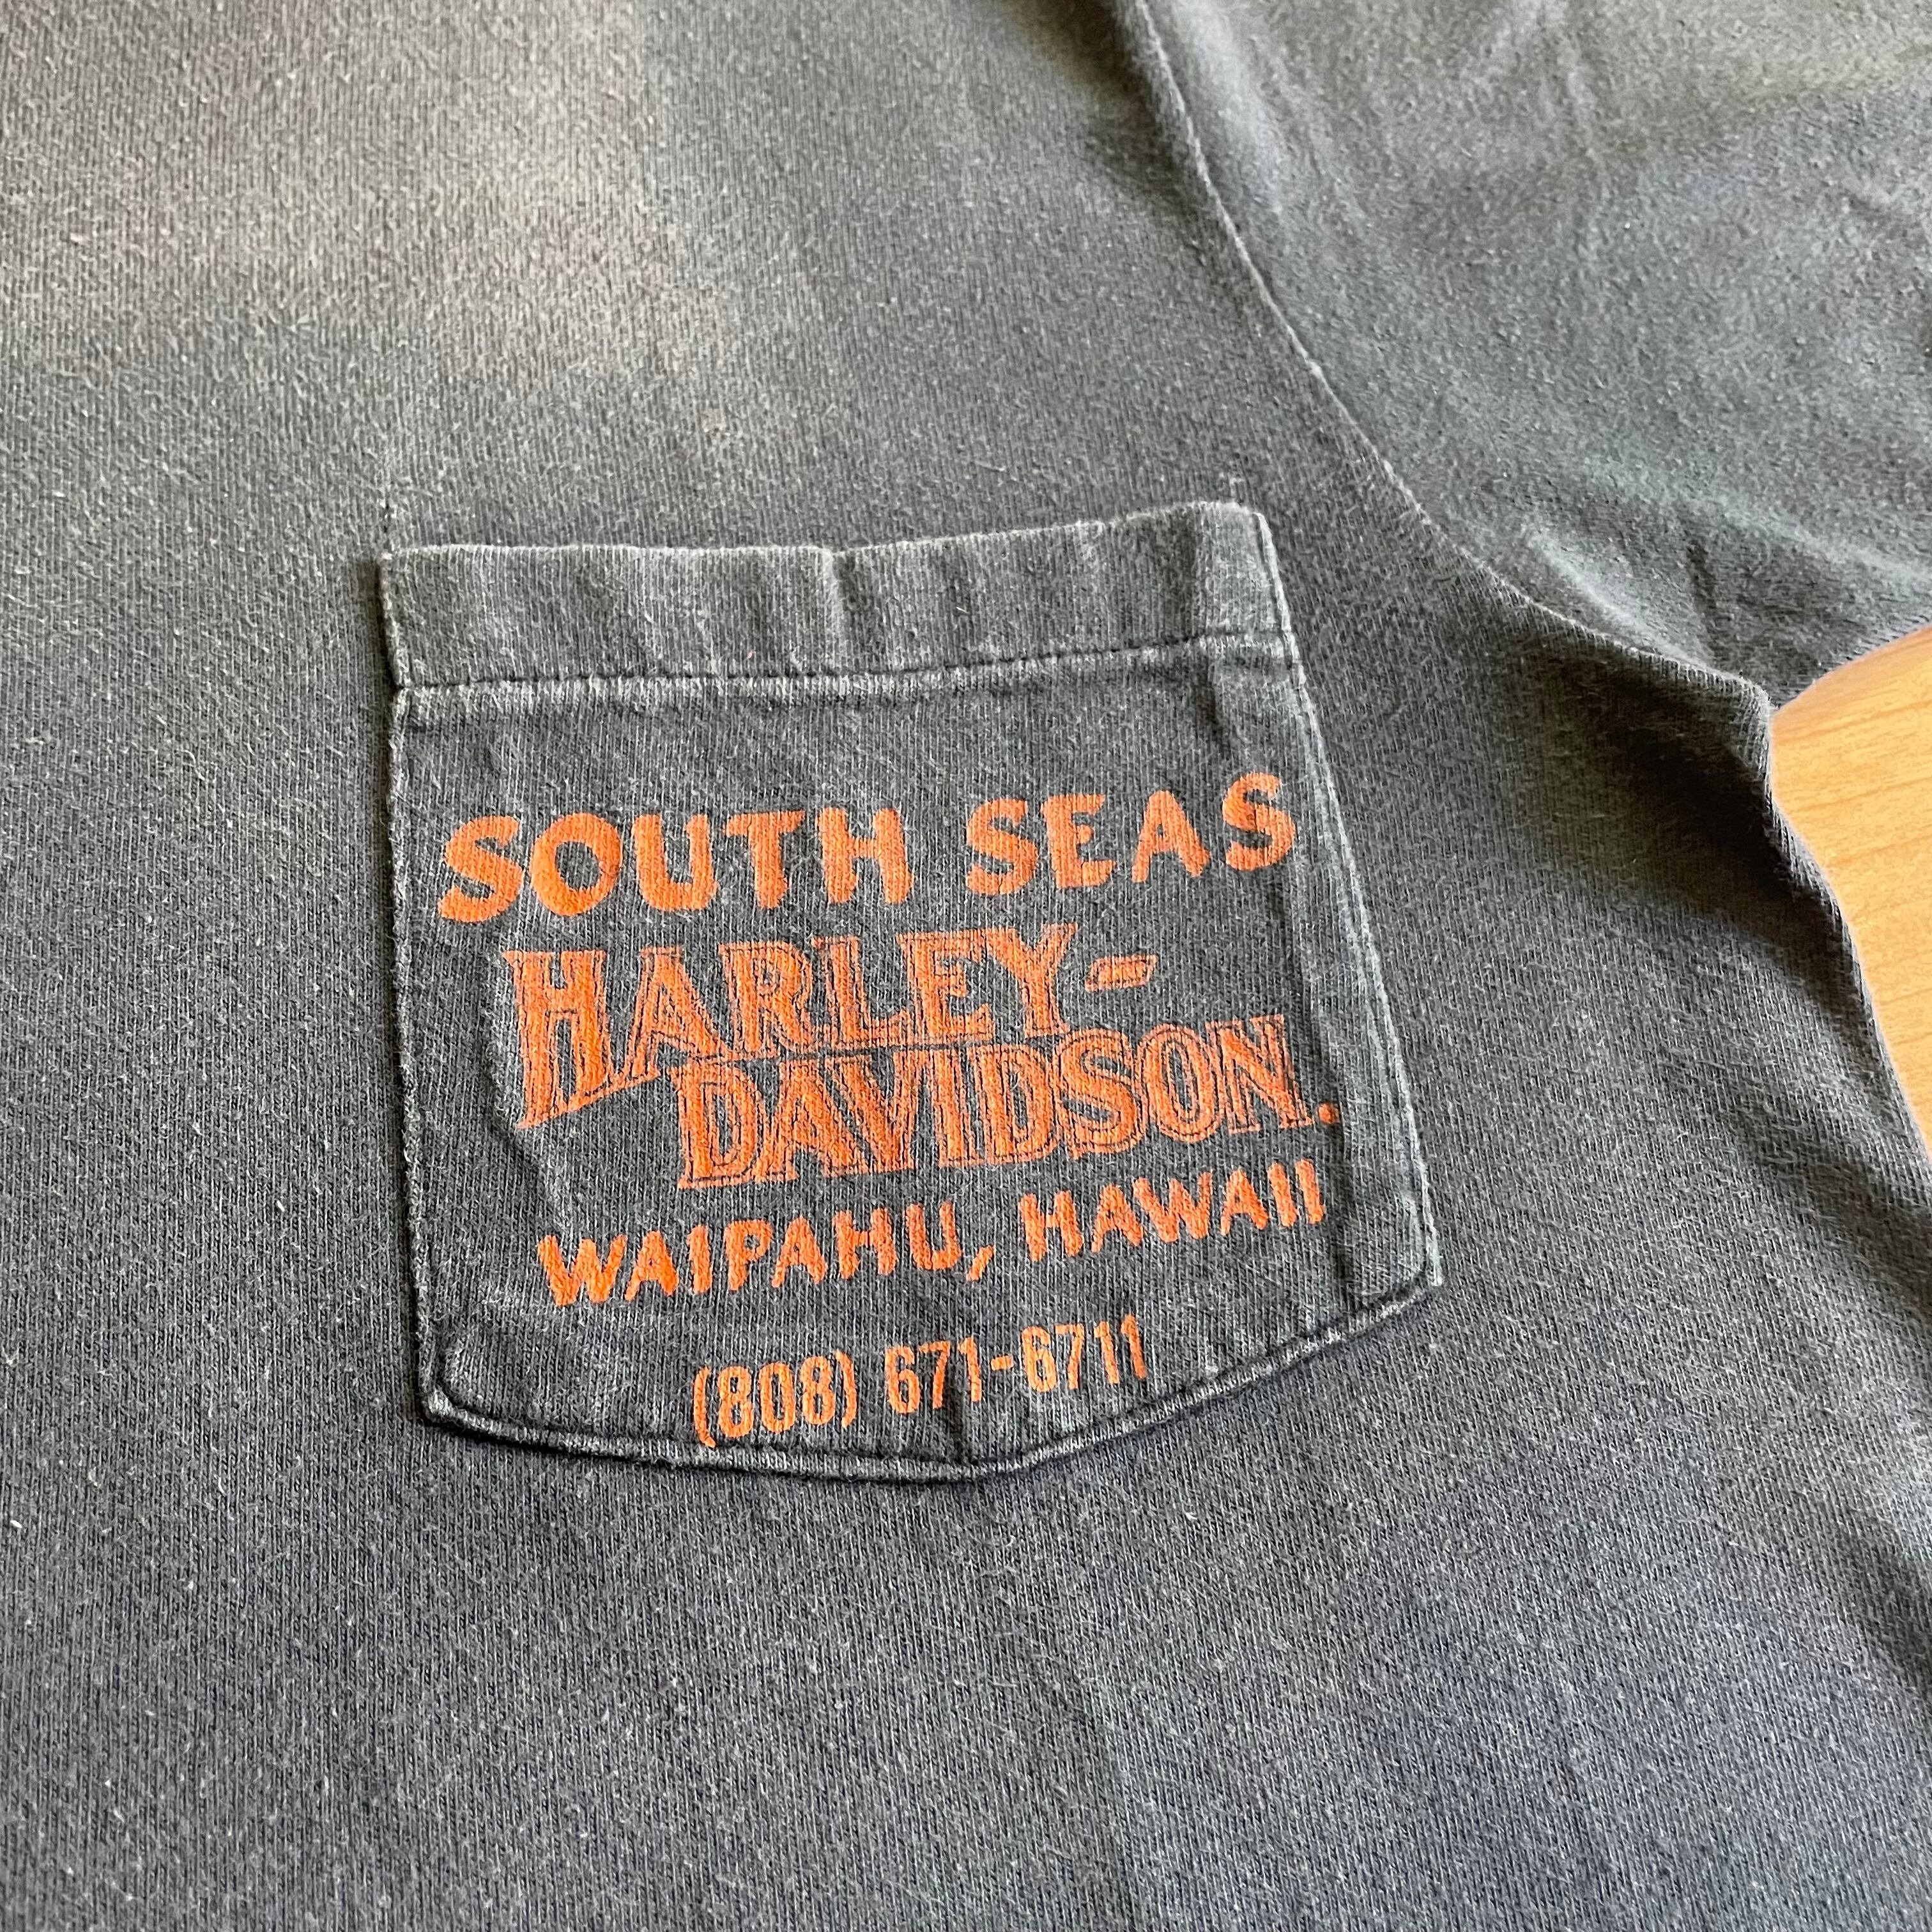 SOUTH SEAS
HARLEY-
DAVIDSON.
WAIPAHU, HAWAII
(808) 671-6711